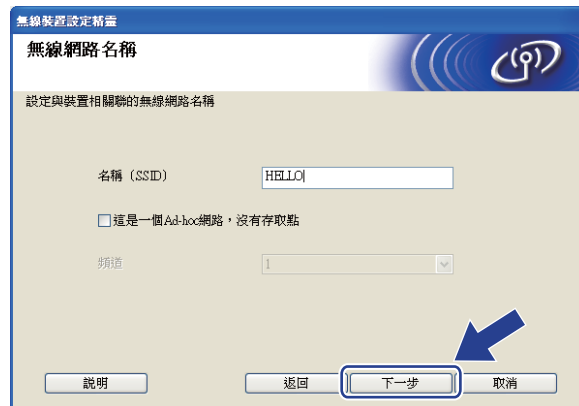 無線裝置設定精靈
無線網路名稱
設定與裝置相關聯的無線網路名稱
名稱（SSID） HELLO
這是一個Ad-hoc網路，沒有存取點
頻道 1
說明 返回 下一步 取消